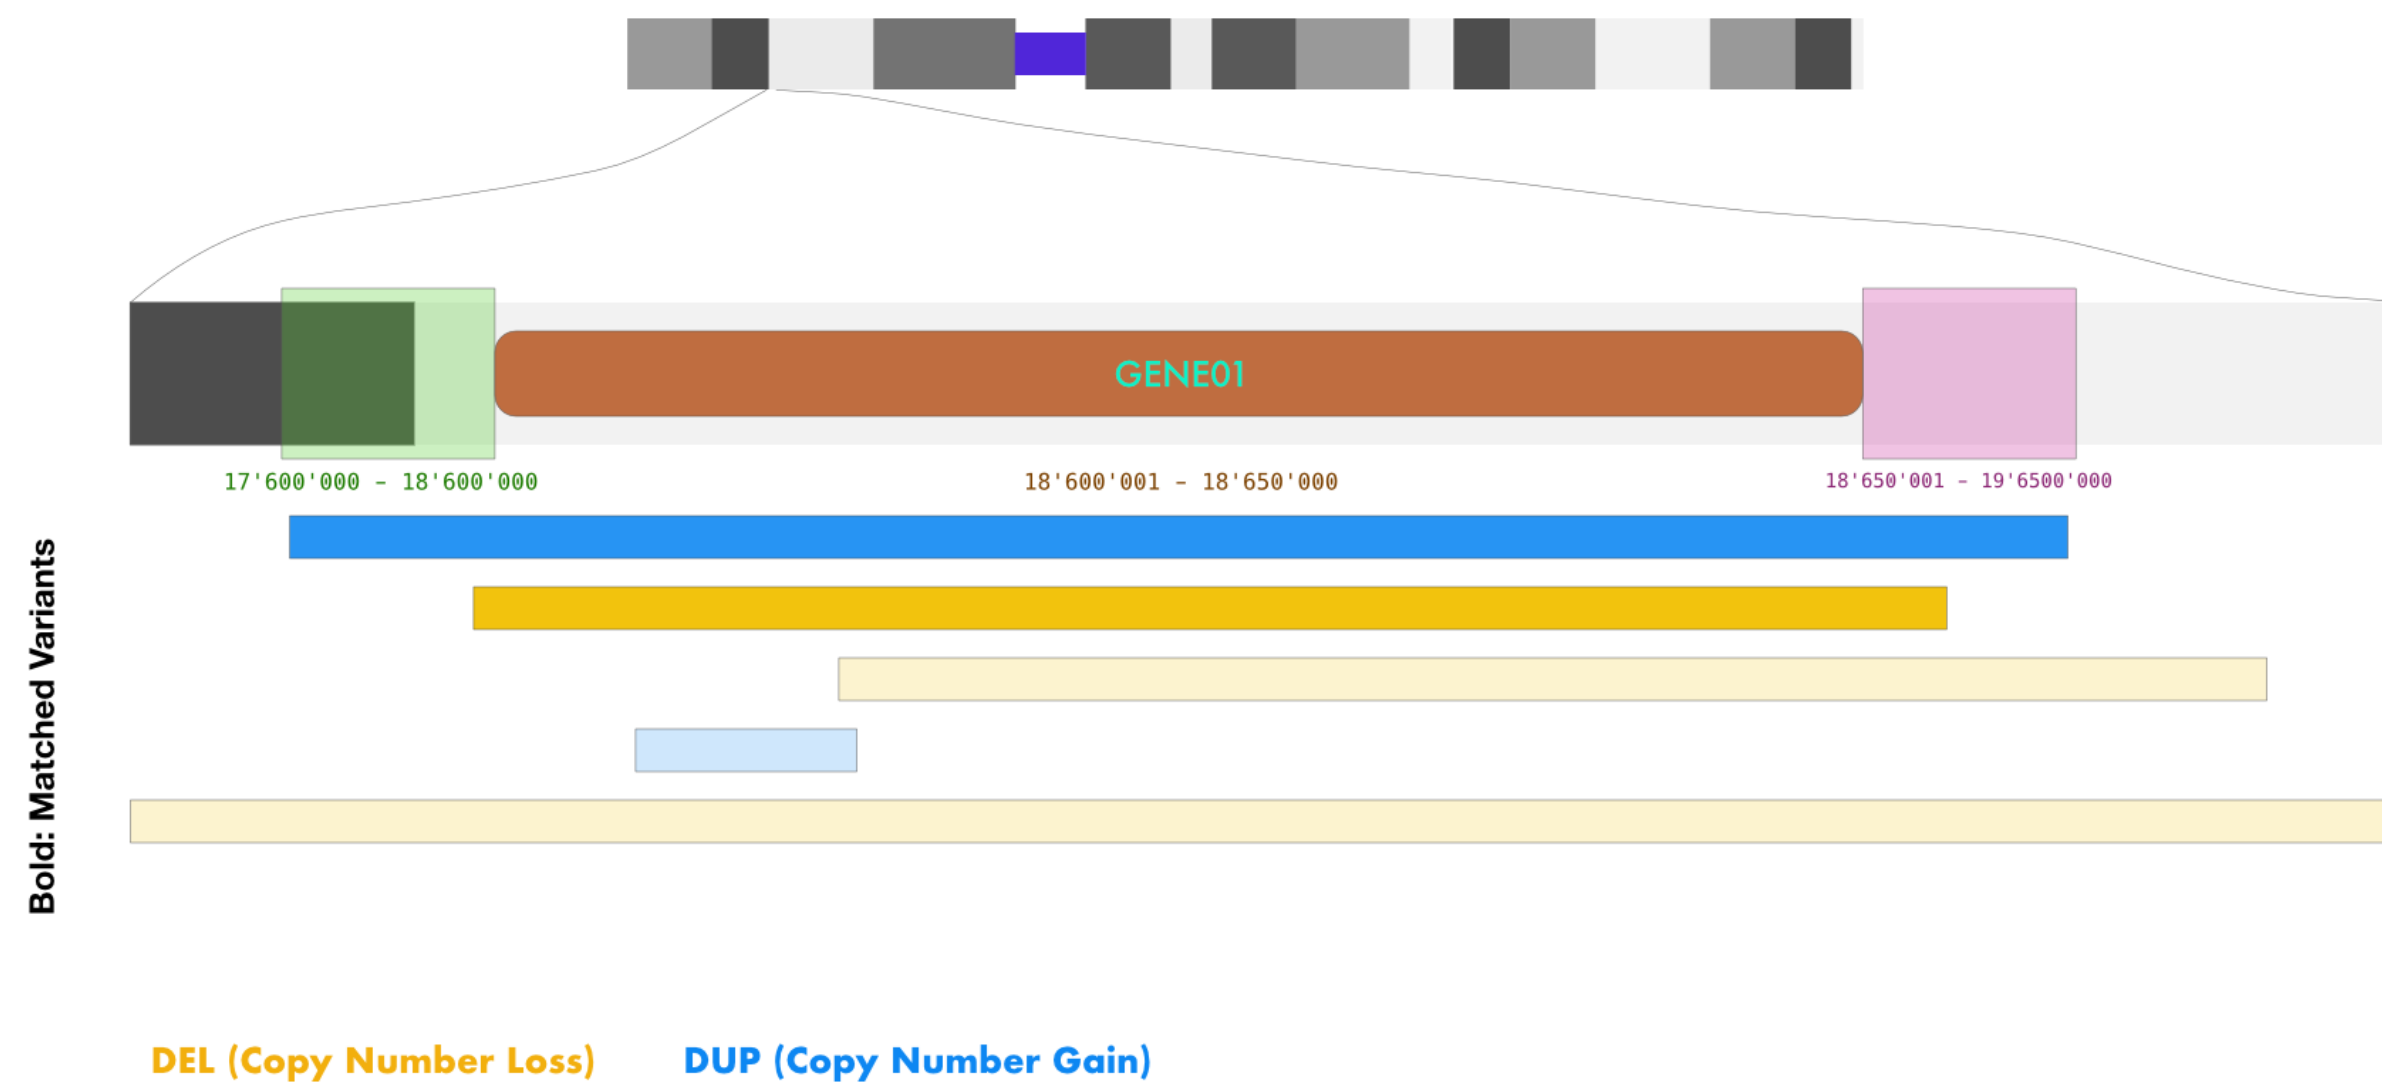 GENE01
17'600'000 - 18'600'000
18'600'001 - 18'650'000
18'650'001 - 19'6500'000
Bold: Matched Variants
DEL (Copy Number Loss)
DUP (Copy Number Gain)